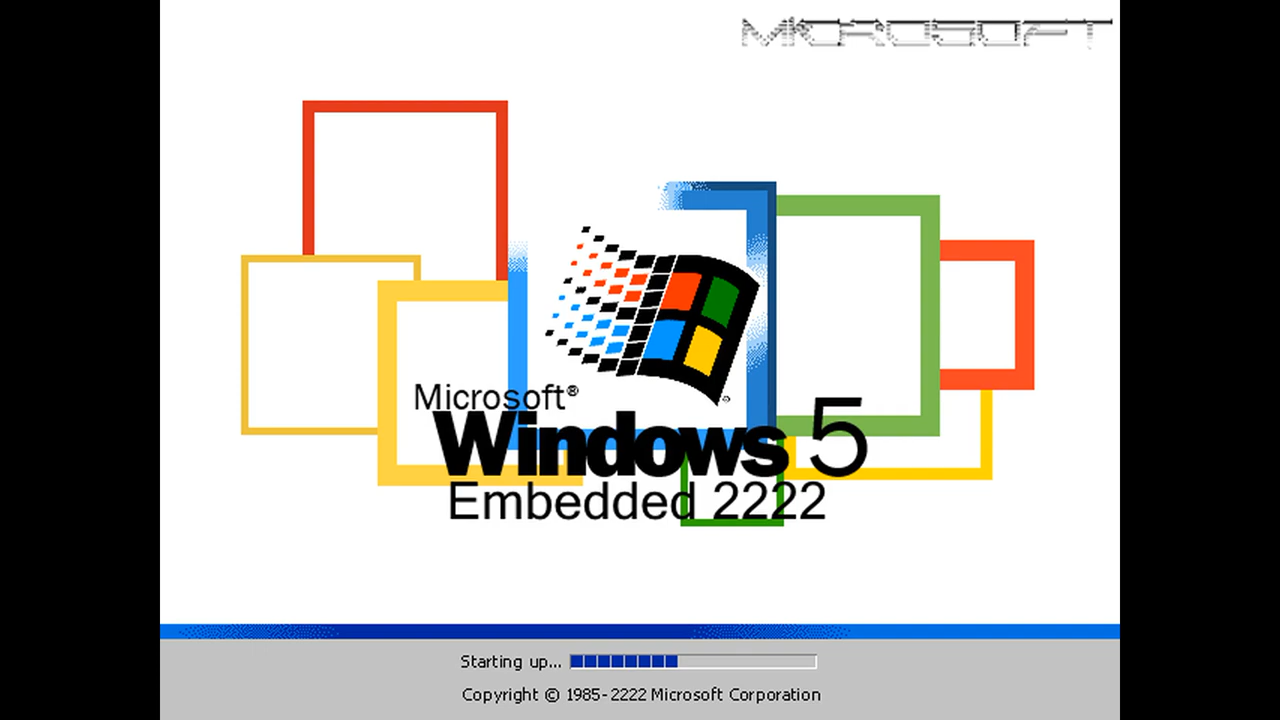 MICROSOFT
Microsoft®
Windows 5
Embedded 2222
Starting up...
Copyright © 1985-2222 Microsoft Corporation